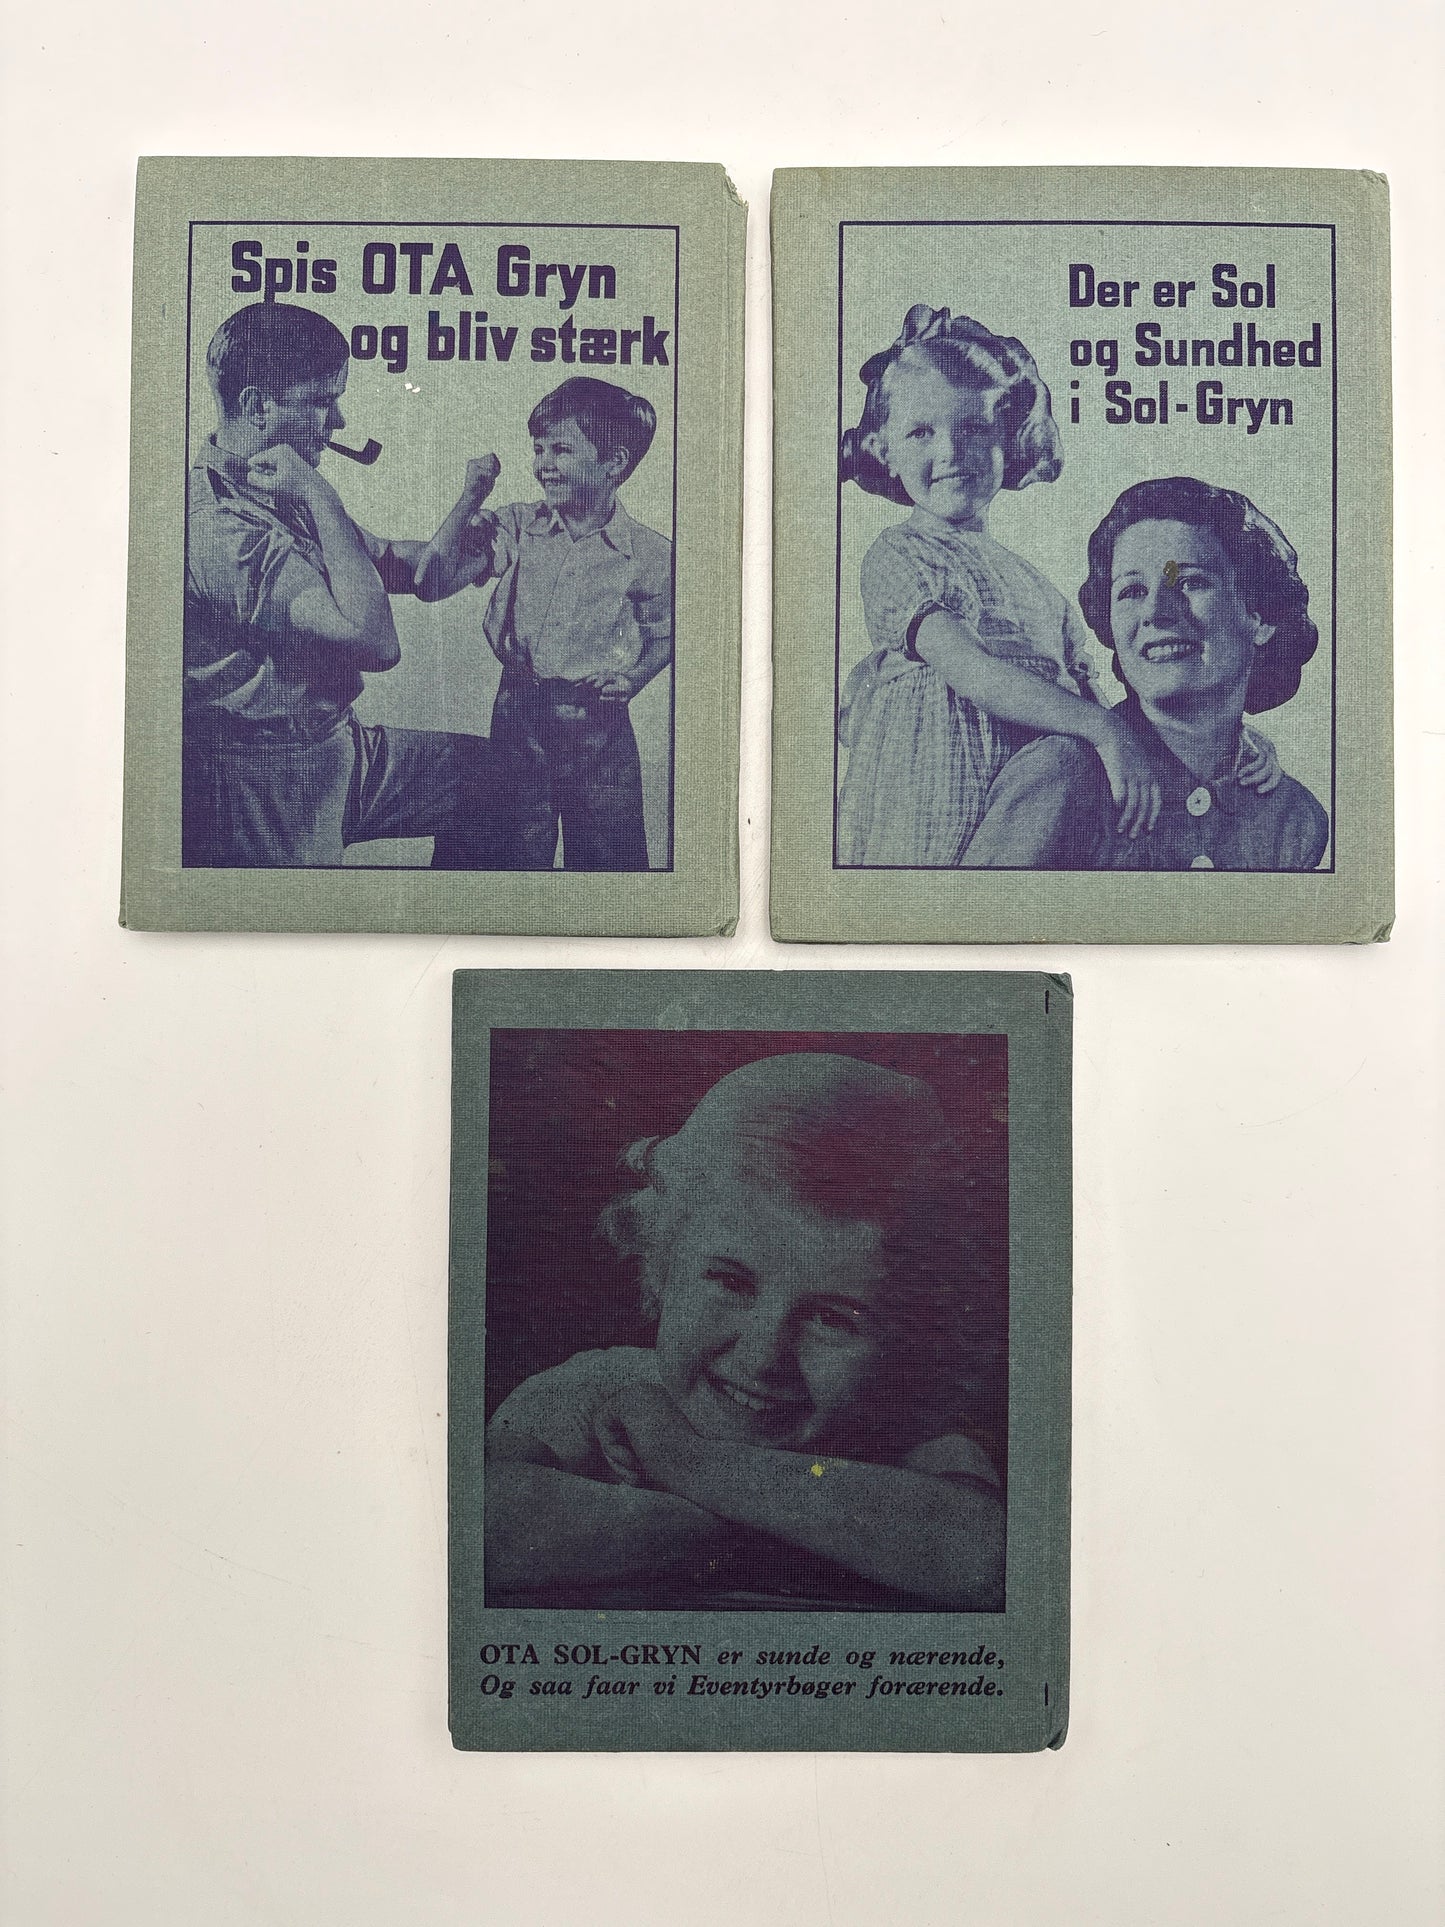 Spis OTA Gryn
og bliv stærk
Der er Sol
og Sundhed
i Sol-Gryn
OTA SOL-GRYN er sunde og nærende,
Og saa faar vi Eventyrbøger forærende.